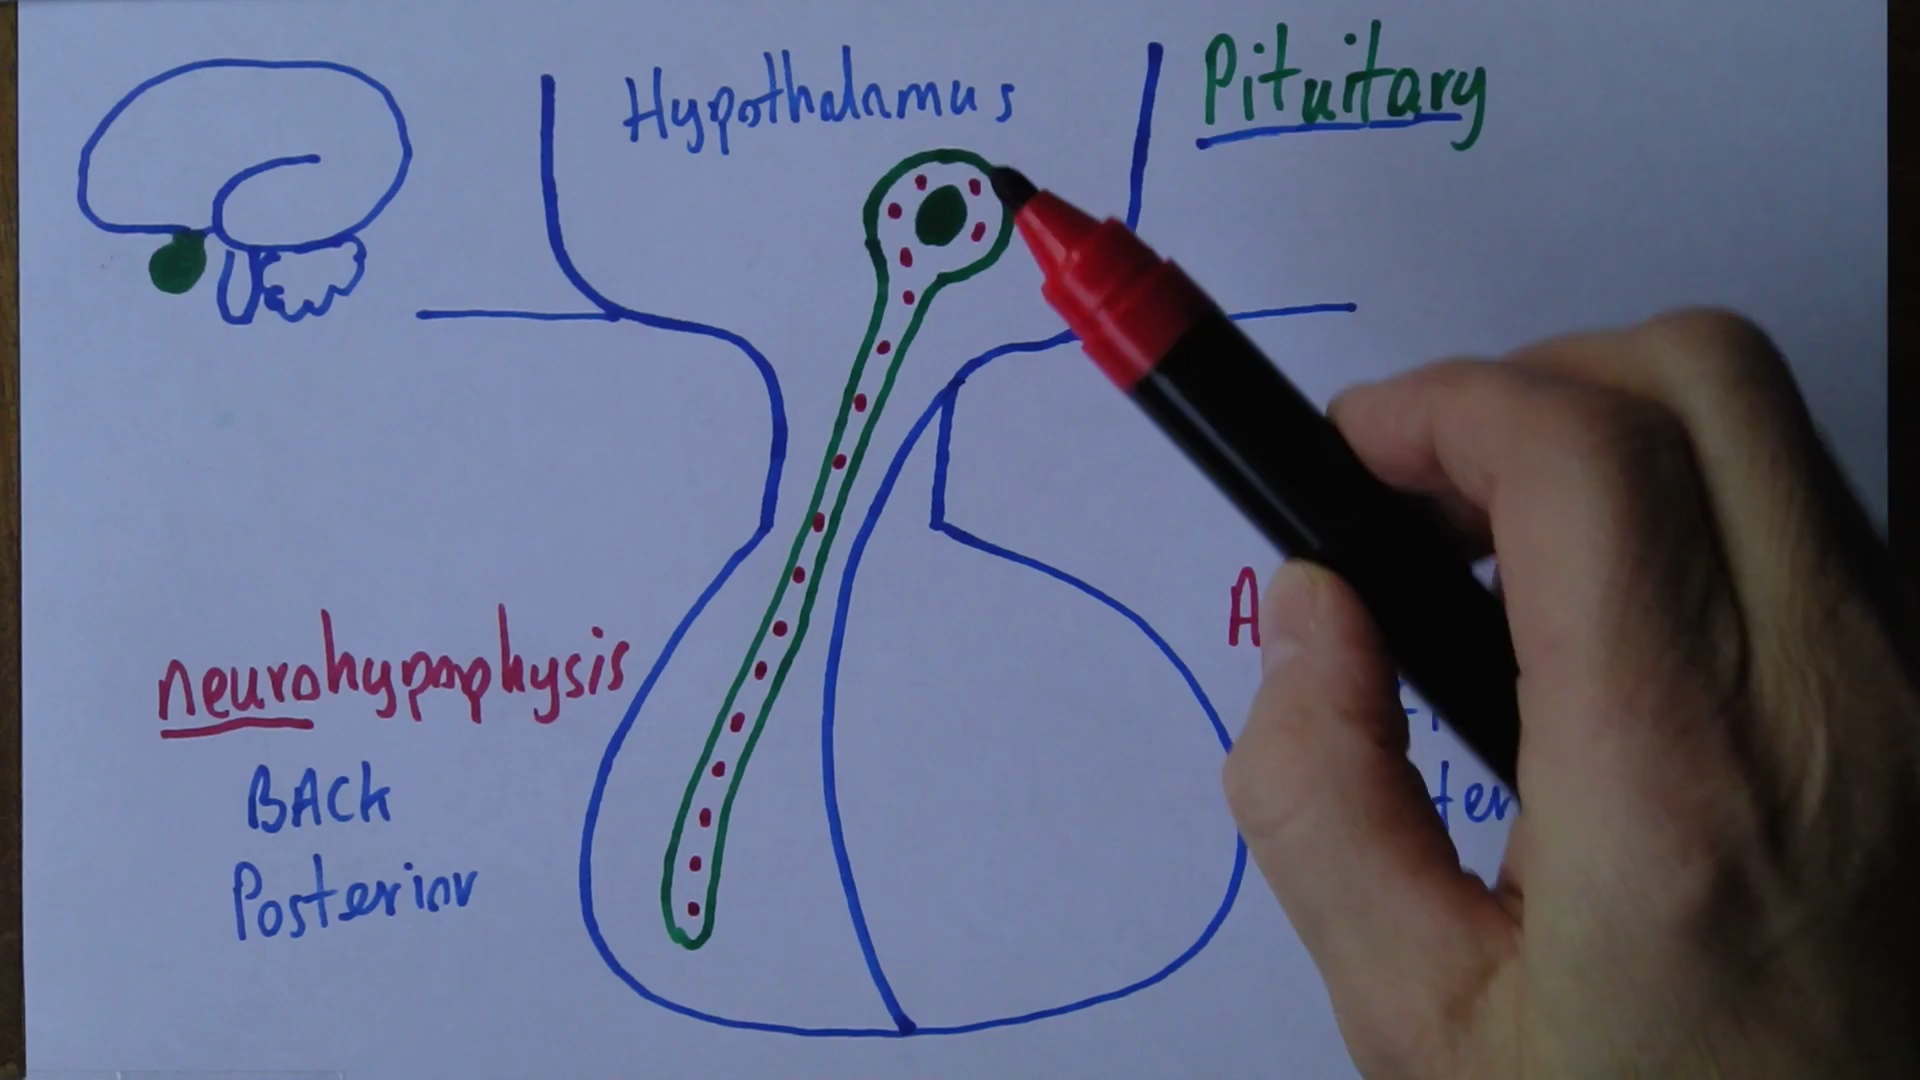 Hypothalamus
Pituitary
neurohypophysis
BACK
Posterior